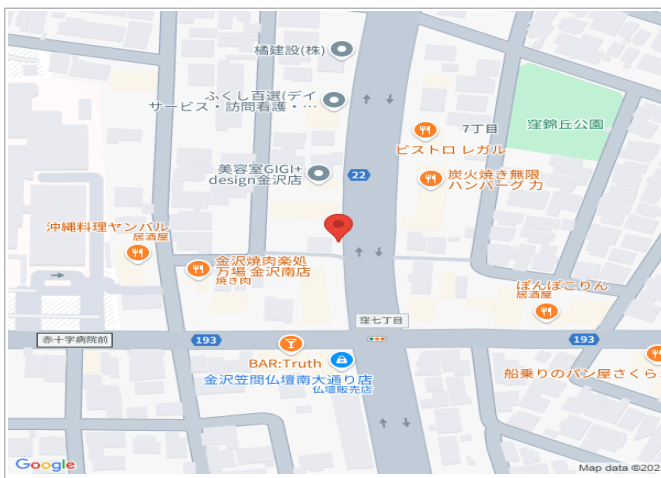 橘建設(株)
ふくし百選(デイ
サービス・訪問看護・…
7丁目
窪錦丘公園
ビストロ レガル
美容室GIGI+
design金沢店
22
炭火焼き無限
ハンバーグ 力
沖縄料理ヤンバル
居酒屋
金沢焼肉楽処
万場 金沢南店
焼き肉
ぽんぽこりん
居酒屋
窪七丁目
赤十字病院前
193
193
BAR:Truth
金沢笠間仏壇南大通り店
仏壇販売店
船乗りのパン屋さくら
Google
Map data ©202